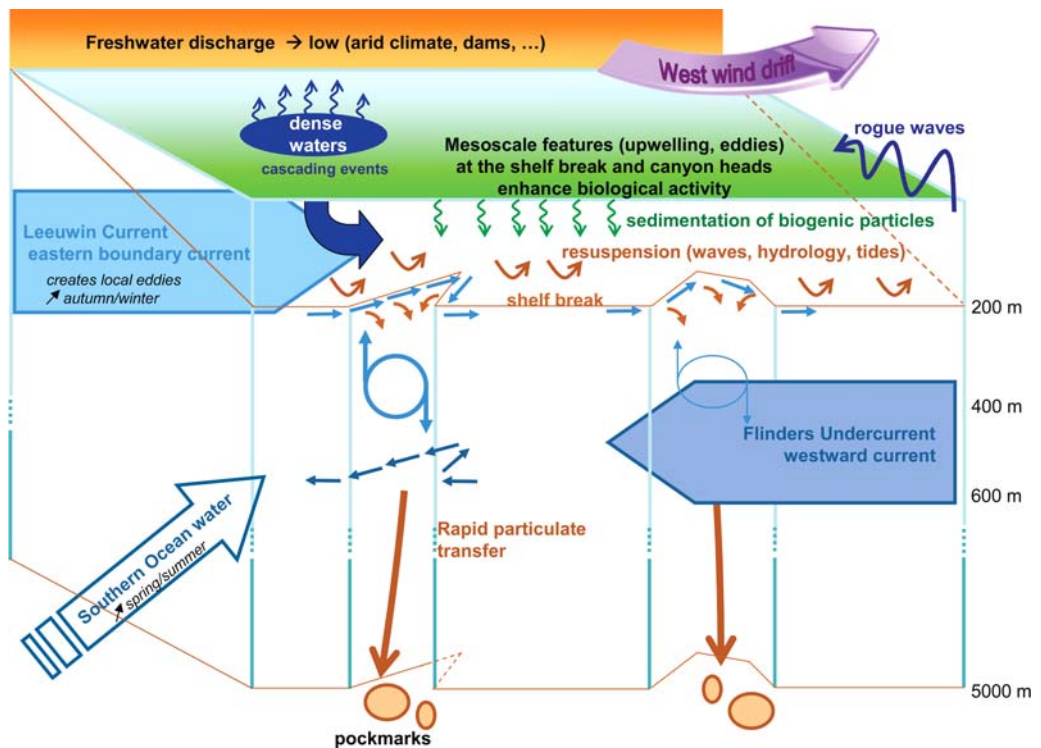 Freshwater discharge → low (arid climate, dams, …)
West wind drift
dense
waters
cascading events
rogue waves
Mesoscale features (upwelling, eddies)
at the shelf break and canyon heads
enhance biological activity
sedimentation of biogenic particles
Leeuwin Current
eastern boundary current
creates local eddies
↗ autumn/winter
resuspension (waves, hydrology, tides)
shelf break
200 m
400 m
Flinders Undercurrent
westward current
600 m
Rapid particulate
transfer
Southern Ocean water
↗ spring/summer
5000 m
pockmarks